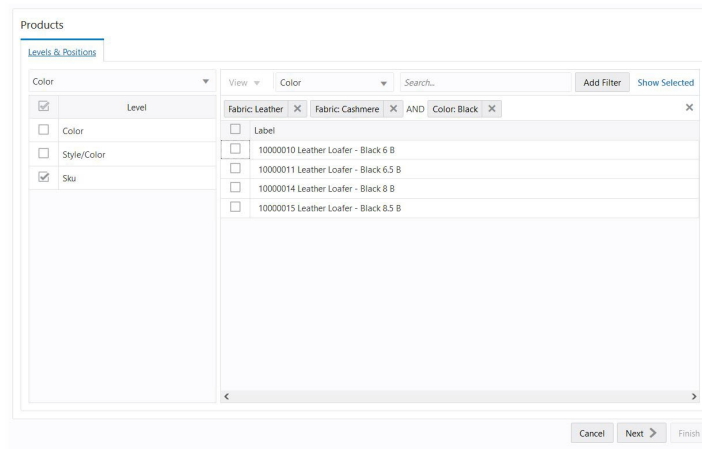 Products
Levels & Positions
Color
Level
Color
Style/Color
Sku
View Color Search... Add Filter Show Selected
Fabric: Leather X Fabric: Cashmere X AND Color: Black X X
Label
10000010 Leather Loafer - Black 6 B
10000011 Leather Loafer - Black 6.5 B
10000014 Leather Loafer - Black 8 B
10000015 Leather Loafer - Black 8.5 B
Cancel Next Finish